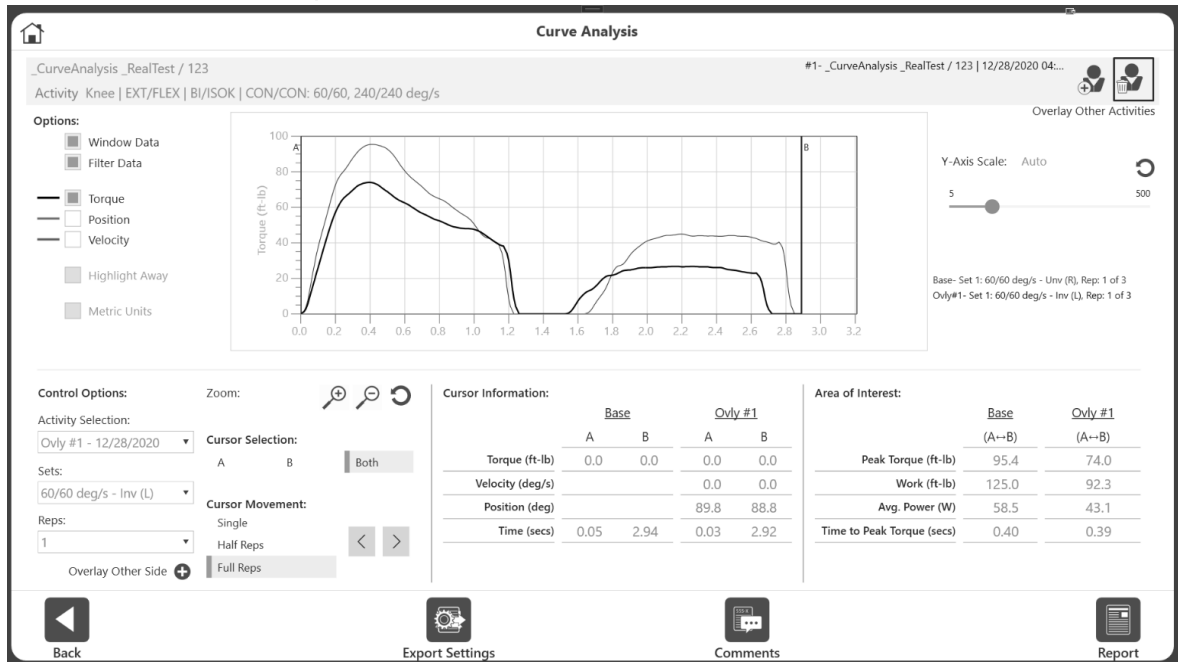 Curve Analysis
_CurveAnalysis _RealTest / 123
#1- _CurveAnalysis _RealTest / 123 | 12/28/2020 04:...
Activity Knee | EXT/FLEX | BI/ISOK | CON/CON: 60/60, 240/240 deg/s
Overlay Other Activities
Options:
Window Data
Filter Data
Torque
Position
Velocity
Highlight Away
Metric Units
Torque (ft-lb)
100
80
60
40
20
0
A
B
0.0 0.2 0.4 0.6 0.8 1.0 1.2 1.4 1.6 1.8 2.0 2.2 2.4 2.6 2.8 3.0 3.2
Y-Axis Scale: Auto
5 500
Base- Set 1: 60/60 deg/s - Unv (R), Rep: 1 of 3
Ovly#1- Set 1: 60/60 deg/s - Inv (L), Rep: 1 of 3
Control Options:
Activity Selection:
Ovly #1 - 12/28/2020
Sets:
60/60 deg/s - Inv (L)
Reps:
1
Overlay Other Side
Zoom:
Cursor Selection:
A B Both
Cursor Movement:
Single
Half Reps
Full Reps
Cursor Information:
Base Ovly #1
A B A B
Torque (ft-lb) 0.0 0.0 0.0 0.0
Velocity (deg/s) 0.0 0.0
Position (deg) 89.8 88.8
Time (secs) 0.05 2.94 0.03 2.92
Area of Interest:
Base Ovly #1
(A↔B) (A↔B)
Peak Torque (ft-lb) 95.4 74.0
Work (ft-lb) 125.0 92.3
Avg. Power (W) 58.5 43.1
Time to Peak Torque (secs) 0.40 0.39
Back
Export Settings
Comments
Report